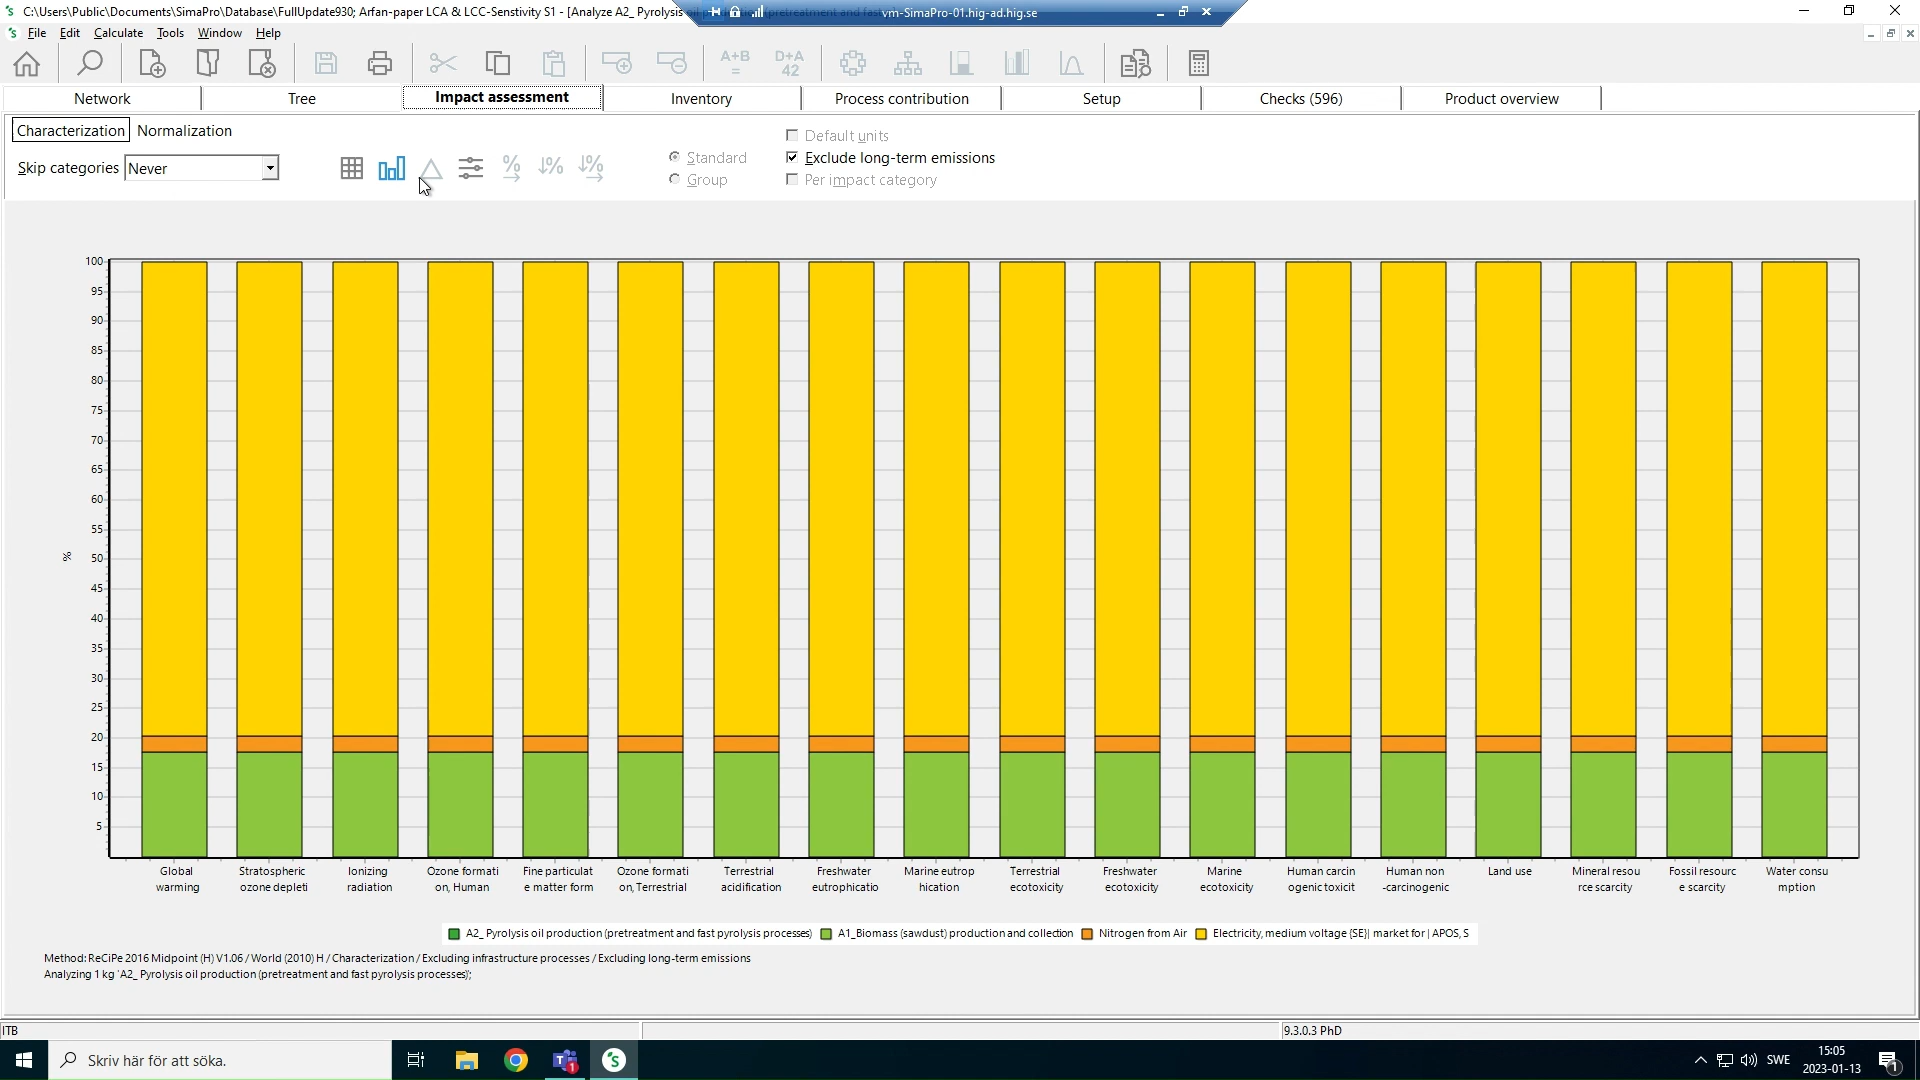 C:\Users\Public\Documents\SimaPro\Database\FullUpdate930; Arfan-paper LCA & LCC-Senstivity S1 - [Analyze A2_ Pyrolysis
vm-SimaPro-01.hig-ad.hig.se
File Edit Calculate Tools Window Help
A+B
=
D+A
42
Network Tree Impact assessment Inventory Process contribution Setup Checks (596) Product overview
Characterization Normalization
Skip categories Never
Standard
Group
Default units
Exclude long-term emissions
Per impact category
100
95
90
85
80
75
70
65
60
55
50
45
40
35
30
25
20
15
10
5
%
Global
warming
Stratospheric
ozone depleti
Ionizing
radiation
Ozone formati
on, Human
Fine particulat
e matter form
Ozone formati
on, Terrestrial
Terrestrial
acidification
Freshwater
eutrophicatio
Marine eutrop
hication
Terrestrial
ecotoxicity
Freshwater
ecotoxicity
Marine
ecotoxicity
Human carcin
ogenic toxicit
Human non
-carcinogenic
Land use
Mineral resou
rce scarcity
Fossil resourc
e scarcity
Water consu
mption
A2_ Pyrolysis oil production (pretreatment and fast pyrolysis processes) A1_Biomass (sawdust) production and collection Nitrogen from Air Electricity, medium voltage {SE}| market for | APOS, S
Method: ReCiPe 2016 Midpoint (H) V1.06 / World (2010) H / Characterization / Excluding infrastructure processes / Excluding long-term emissions
Analyzing 1 kg 'A2_ Pyrolysis oil production (pretreatment and fast pyrolysis processes)';
ITB
9.3.0.3 PhD
Skriv här för att söka.
SWE
15:05
2023-01-13